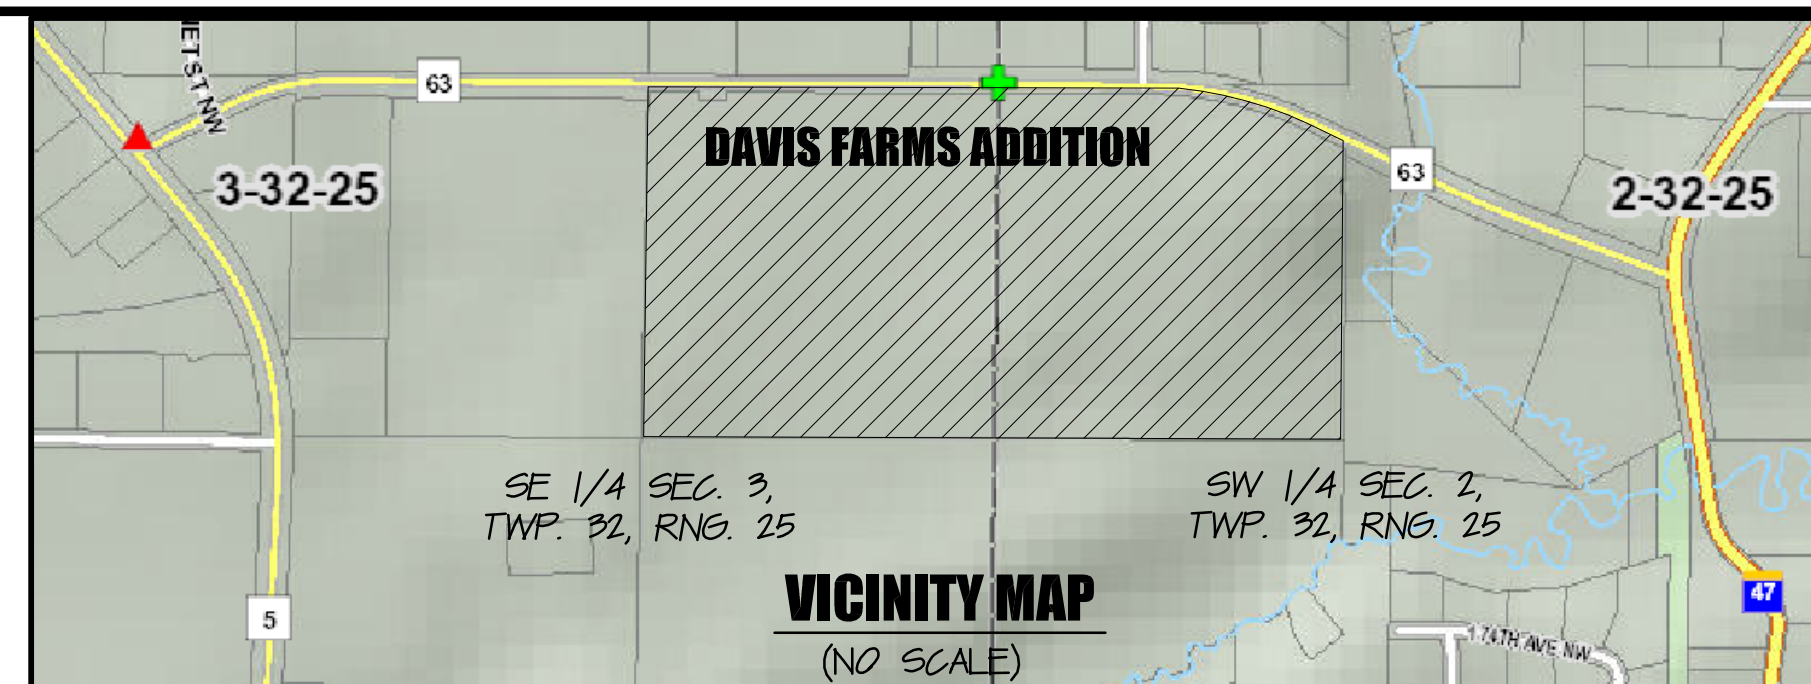 NW
63
DAVIS FARMS ADDITION
63
3-32-25
2-32-25
SE 1/4 SEC. 3,
TWP. 32, RNG. 25
SW 1/4 SEC. 2,
TWP. 32, RNG. 25
VICINITY MAP
(NO SCALE)
5
47
174TH AVE NW